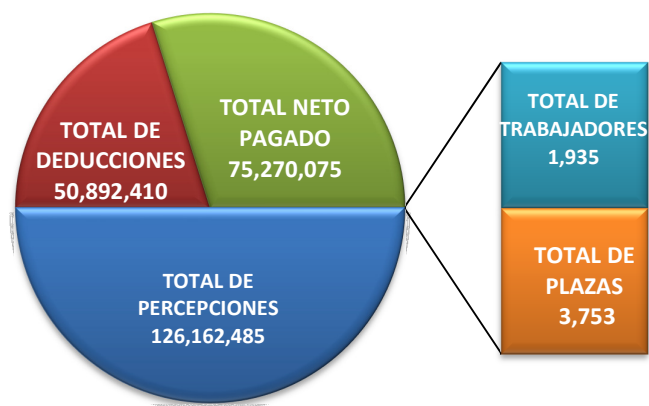 TOTAL DE
DEDUCCIONES
50,892,410
TOTAL NETO
PAGADO
75,270,075
TOTAL DE
PERCEPCIONES
126,162,485
TOTAL DE
TRABAJADORES
1,935
TOTAL DE
PLAZAS
3,753